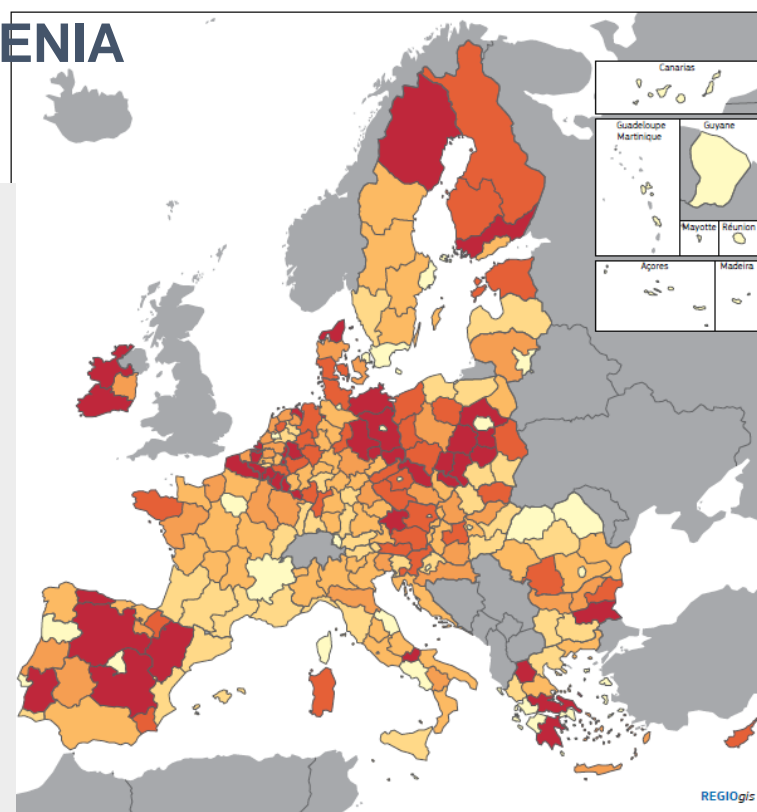 ENIA
Canarias
Guadeloupe
Martinique
Guyane
Mayotte
Réunion
Açores
Madeira
REGIOgis